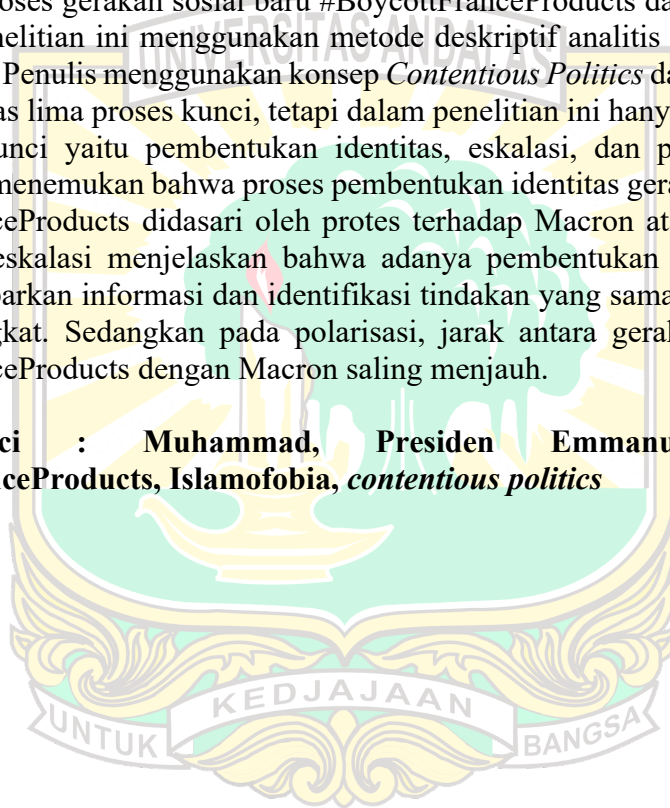 oses gerakan sosial baru #BoycottFranceProducts da
nelitian ini menggunakan metode deskriptif analitis
Penulis menggunakan konsep Contentious Politics da
as lima proses kunci, tetapi dalam penelitian ini hany
unci yaitu pembentukan identitas, eskalasi, dan p
menemukan bahwa proses pembentukan identitas gera
ceProducts didasari oleh protes terhadap Macron at
eskalasi menjelaskan bahwa adanya pembentukan
barkan informasi dan identifikasi tindakan yang sama
gkat. Sedangkan pada polarisasi, jarak antara geral
ceProducts dengan Macron saling menjauh.
ci : Muhammad, Presiden Emmanu
nceProducts, Islamofobia, contentious politics
UNIVERSITAS ANDALAS
UNTUK KEDJAJAAN BANGSA